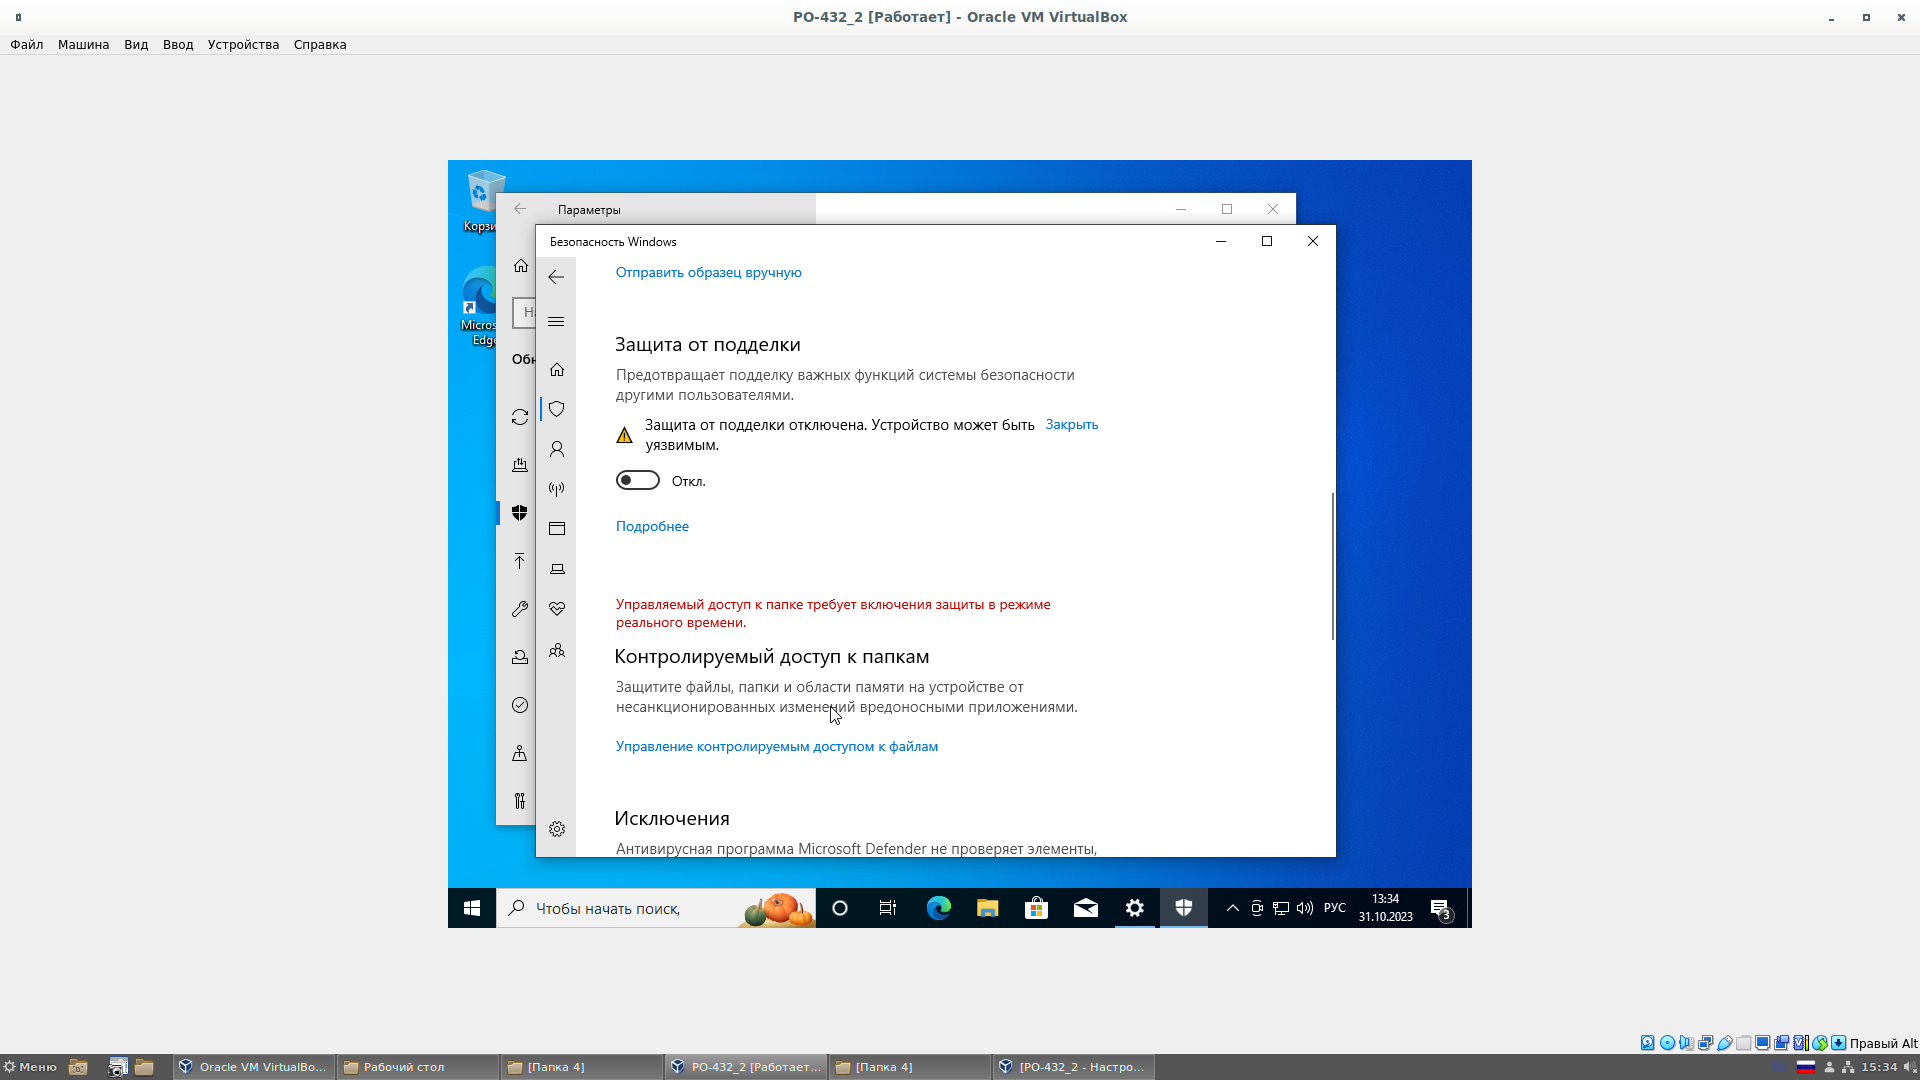 PO-432_2 [Работает] - Oracle VM VirtualBox
Файл Машина Вид Ввод Устройства Справка
Параметры
Безопасность Windows
Отправить образец вручную
Защита от подделки
Предотвращает подделку важных функций системы безопасности
другими пользователями.
Защита от подделки отключена. Устройство может быть
уязвимым.
Закрыть
Откл.
Подробнее
Управляемый доступ к папке требует включения защиты в режиме
реального времени.
Контролируемый доступ к папкам
Защитите файлы, папки и области памяти на устройстве от
несанкционированных изменений вредоносными приложениями.
Управление контролируемым доступом к файлам
Исключения
Антивирусная программа Microsoft Defender не проверяет элементы,
Чтобы начать поиск,
РУС
13:34
31.10.2023
3
Правый Alt
Меню
Oracle VM VirtualBo...
Рабочий стол
[Папка 4]
PO-432_2 [Работает...
[Папка 4]
[PO-432_2 - Настро...
15:34